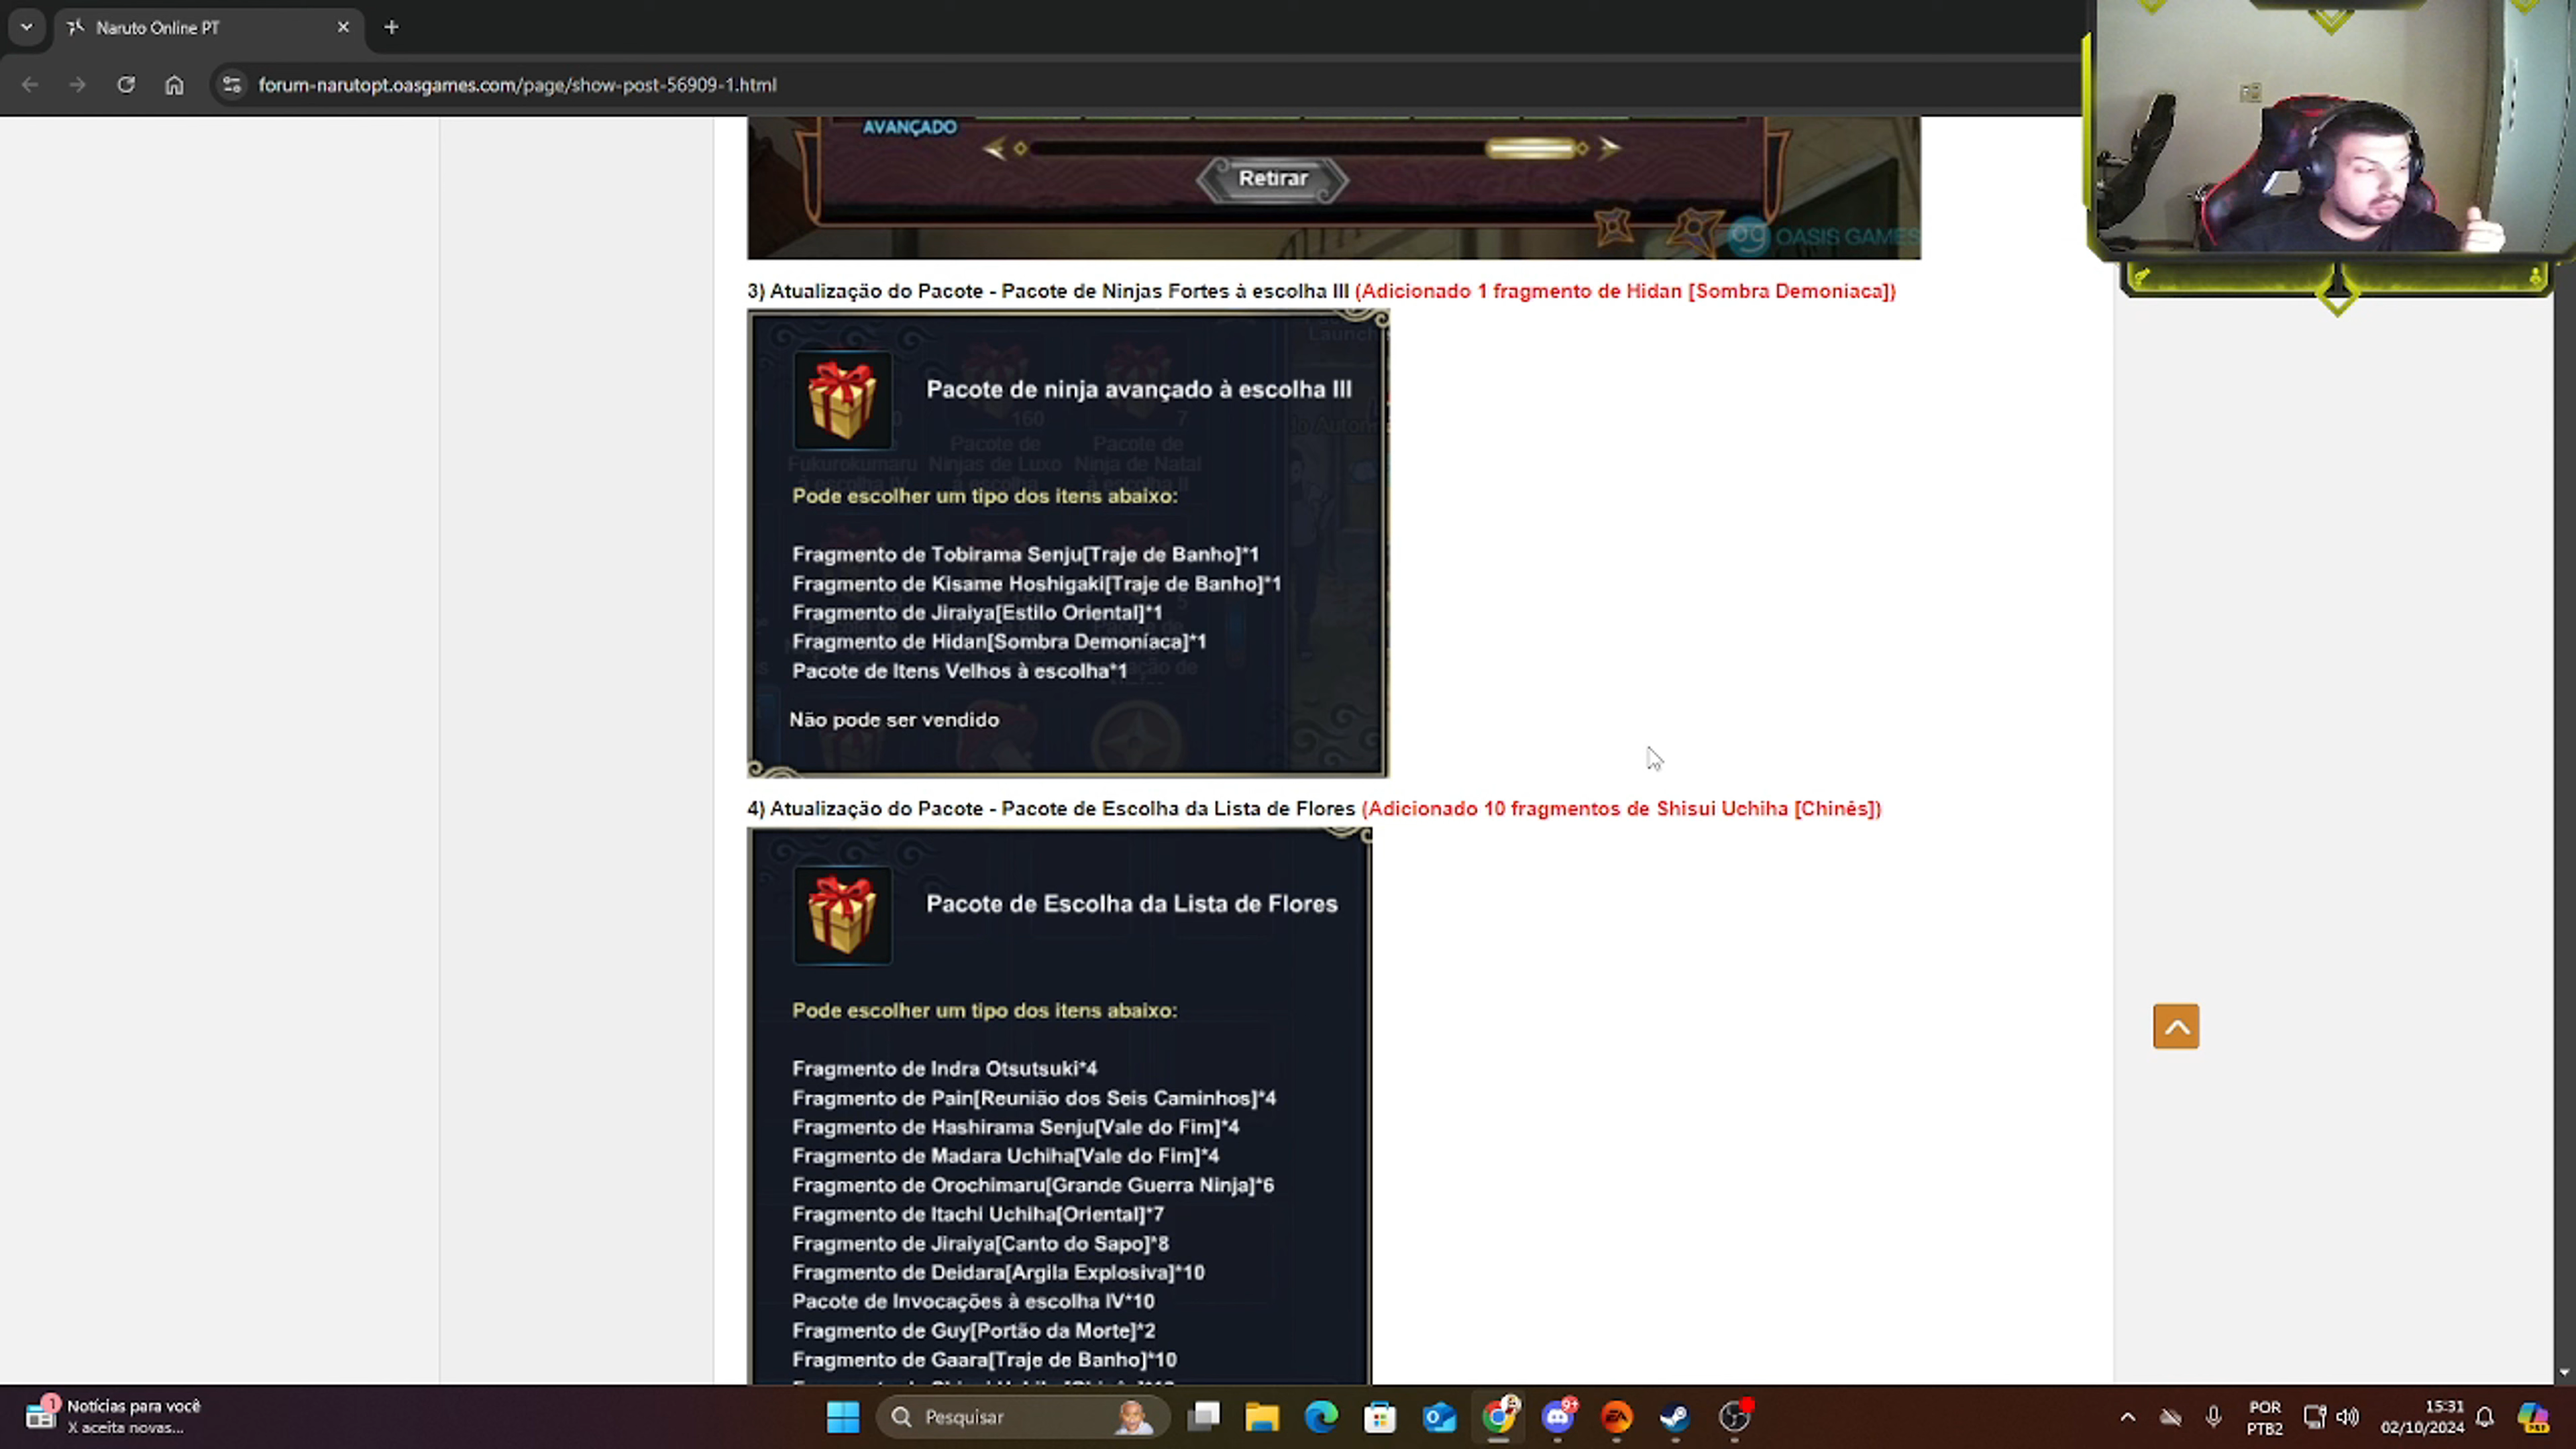 Naruto Online PT
forum-narutopt.oasgames.com/page/show-post-56909-1.html
AVANÇADO
Retirar
OASIS GAMES
3) Atualização do Pacote - Pacote de Ninjas Fortes à escolha III (Adicionado 1 fragmento de Hidan [Sombra Demoniaca])
Pacote de ninja avançado à escolha III
Pode escolher um tipo dos itens abaixo:
Fragmento de Tobirama Senju[Traje de Banho]*1
Fragmento de Kisame Hoshigaki[Traje de Banho]*1
Fragmento de Jiraiya[Estilo Oriental]*1
Fragmento de Hidan[Sombra Demoníaca]*1
Pacote de Itens Velhos à escolha*1
Não pode ser vendido
4) Atualização do Pacote - Pacote de Escolha da Lista de Flores (Adicionado 10 fragmentos de Shisui Uchiha [Chinês])
Pacote de Escolha da Lista de Flores
Pode escolher um tipo dos itens abaixo:
Fragmento de Indra Otsutsuki*4
Fragmento de Pain[Reunião dos Seis Caminhos]*4
Fragmento de Hashirama Senju[Vale do Fim]*4
Fragmento de Madara Uchiha[Vale do Fim]*4
Fragmento de Orochimaru[Grande Guerra Ninja]*6
Fragmento de Itachi Uchiha[Oriental]*7
Fragmento de Jiraiya[Canto do Sapo]*8
Fragmento de Deidara[Argila Explosiva]*10
Pacote de Invocações à escolha IV*10
Fragmento de Guy[Portão da Morte]*2
Fragmento de Gaara[Traje de Banho]*10
1
Notícias para você
X aceita novas...
Pesquisar
9+
EA
POR
PTB2
15:31
02/10/2024